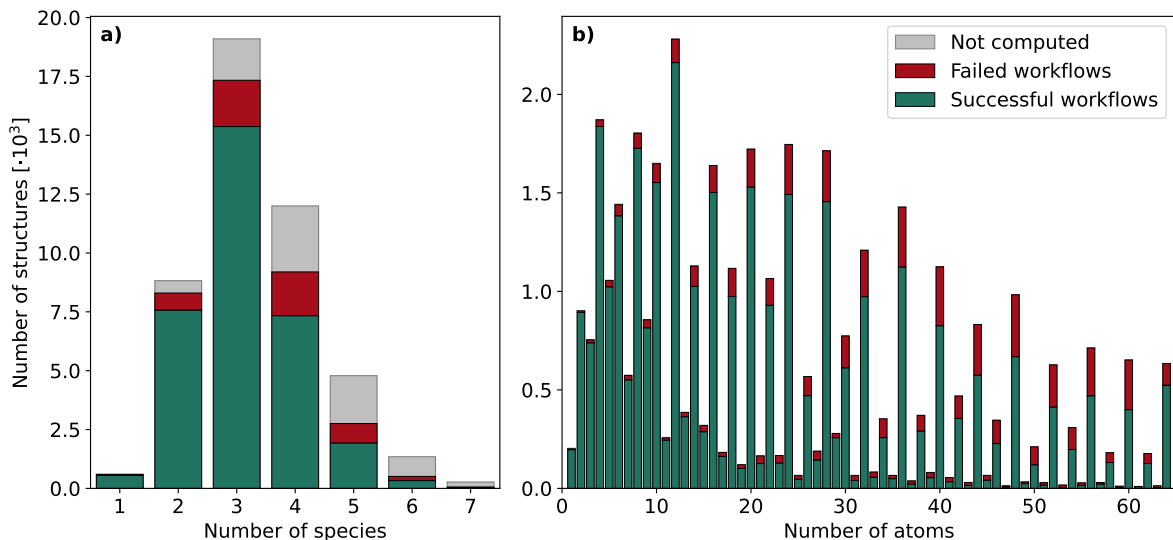 a)
Number of structures [·10³]
20.0
17.5
15.0
12.5
10.0
7.5
5.0
2.5
0.0
1 2 3 4 5 6 7
Number of species
b)
Not computed
Failed workflows
Successful workflows
2.0
1.5
1.0
0.5
0.0
0 10 20 30 40 50 60
Number of atoms